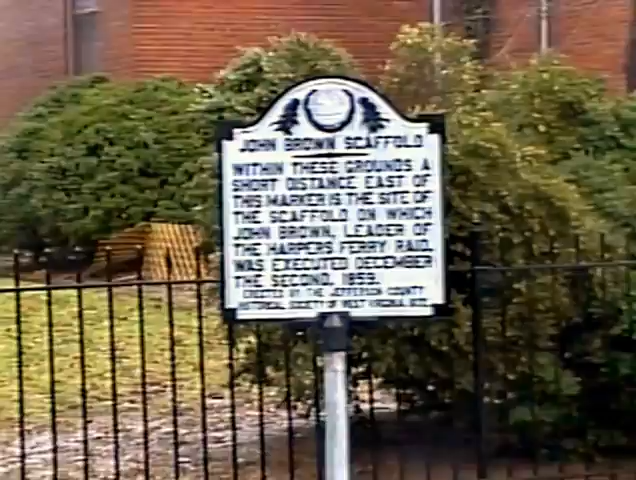 JOHN BROWN SCAFFOLD
WITHIN THESE GROUNDS A
SHORT DISTANCE EAST OF
THIS MARKER IS THE SITE OF
THE SCAFFOLD ON WHICH
JOHN BROWN, LEADER OF
THE HARPERS FERRY RAID,
WAS EXECUTED DECEMBER
THE SECOND, 1859.
ERECTED BY THE JEFFERSON COUNTY
HISTORICAL SOCIETY OF WEST VIRGINIA